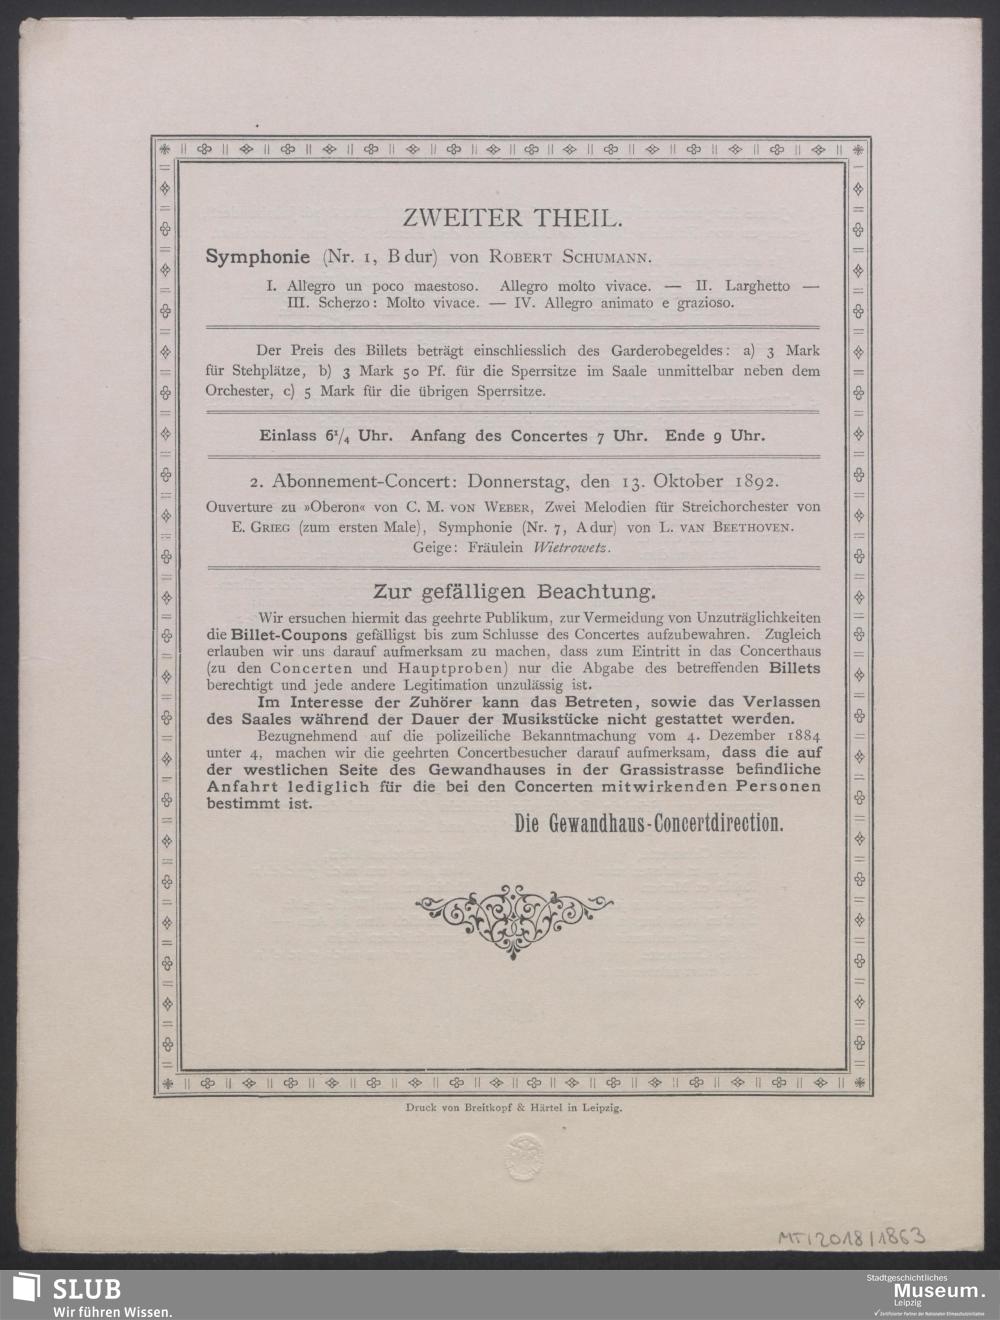 ZWEITER THEIL.
Symphonie (Nr. 1, B dur) von ROBERT SCHUMANN.
I. Allegro un poco maestoso. Allegro molto vivace. — II. Larghetto —
III. Scherzo: Molto vivace. — IV. Allegro animato e grazioso.
Der Preis des Billets beträgt einschliesslich des Garderobegeldes: a) 3 Mark
für Stehplätze, b) 3 Mark 50 Pf. für die Sperrsitze im Saale unmittelbar neben dem
Orchester, c) 5 Mark für die übrigen Sperrsitze.
Einlass 6¹/₄ Uhr. Anfang des Concertes 7 Uhr. Ende 9 Uhr.
2. Abonnement-Concert: Donnerstag, den 13. Oktober 1892.
Ouverture zu »Oberon« von C. M. VON WEBER, Zwei Melodien für Streichorchester von
E. GRIEG (zum ersten Male), Symphonie (Nr. 7, A dur) von L. VAN BEETHOVEN.
Geige: Fräulein Wietrowetz.
Zur gefälligen Beachtung.
Wir ersuchen hiermit das geehrte Publikum, zur Vermeidung von Unzuträglichkeiten
die Billet-Coupons gefälligst bis zum Schlusse des Concertes aufzubewahren. Zugleich
erlauben wir uns darauf aufmerksam zu machen, dass zum Eintritt in das Concerthaus
(zu den Concerten und Hauptproben) nur die Abgabe des betreffenden Billets
berechtigt und jede andere Legitimation unzulässig ist.
Im Interesse der Zuhörer kann das Betreten, sowie das Verlassen
des Saales während der Dauer der Musikstücke nicht gestattet werden.
Bezugnehmend auf die polizeiliche Bekanntmachung vom 4. Dezember 1884
unter 4, machen wir die geehrten Concertbesucher darauf aufmerksam, dass die auf
der westlichen Seite des Gewandhauses in der Grassistrasse befindliche
Anfahrt lediglich für die bei den Concerten mitwirkenden Personen
bestimmt ist.
Die Gewandhaus-Concertdirection.
Druck von Breitkopf & Härtel in Leipzig.
MT/2018/1863
SLUB
Wir führen Wissen.
Stadtgeschichtliches
Museum.
Leipzig
✓ Zertifizierter Partner der Nationalen Klimaschutzinitiative